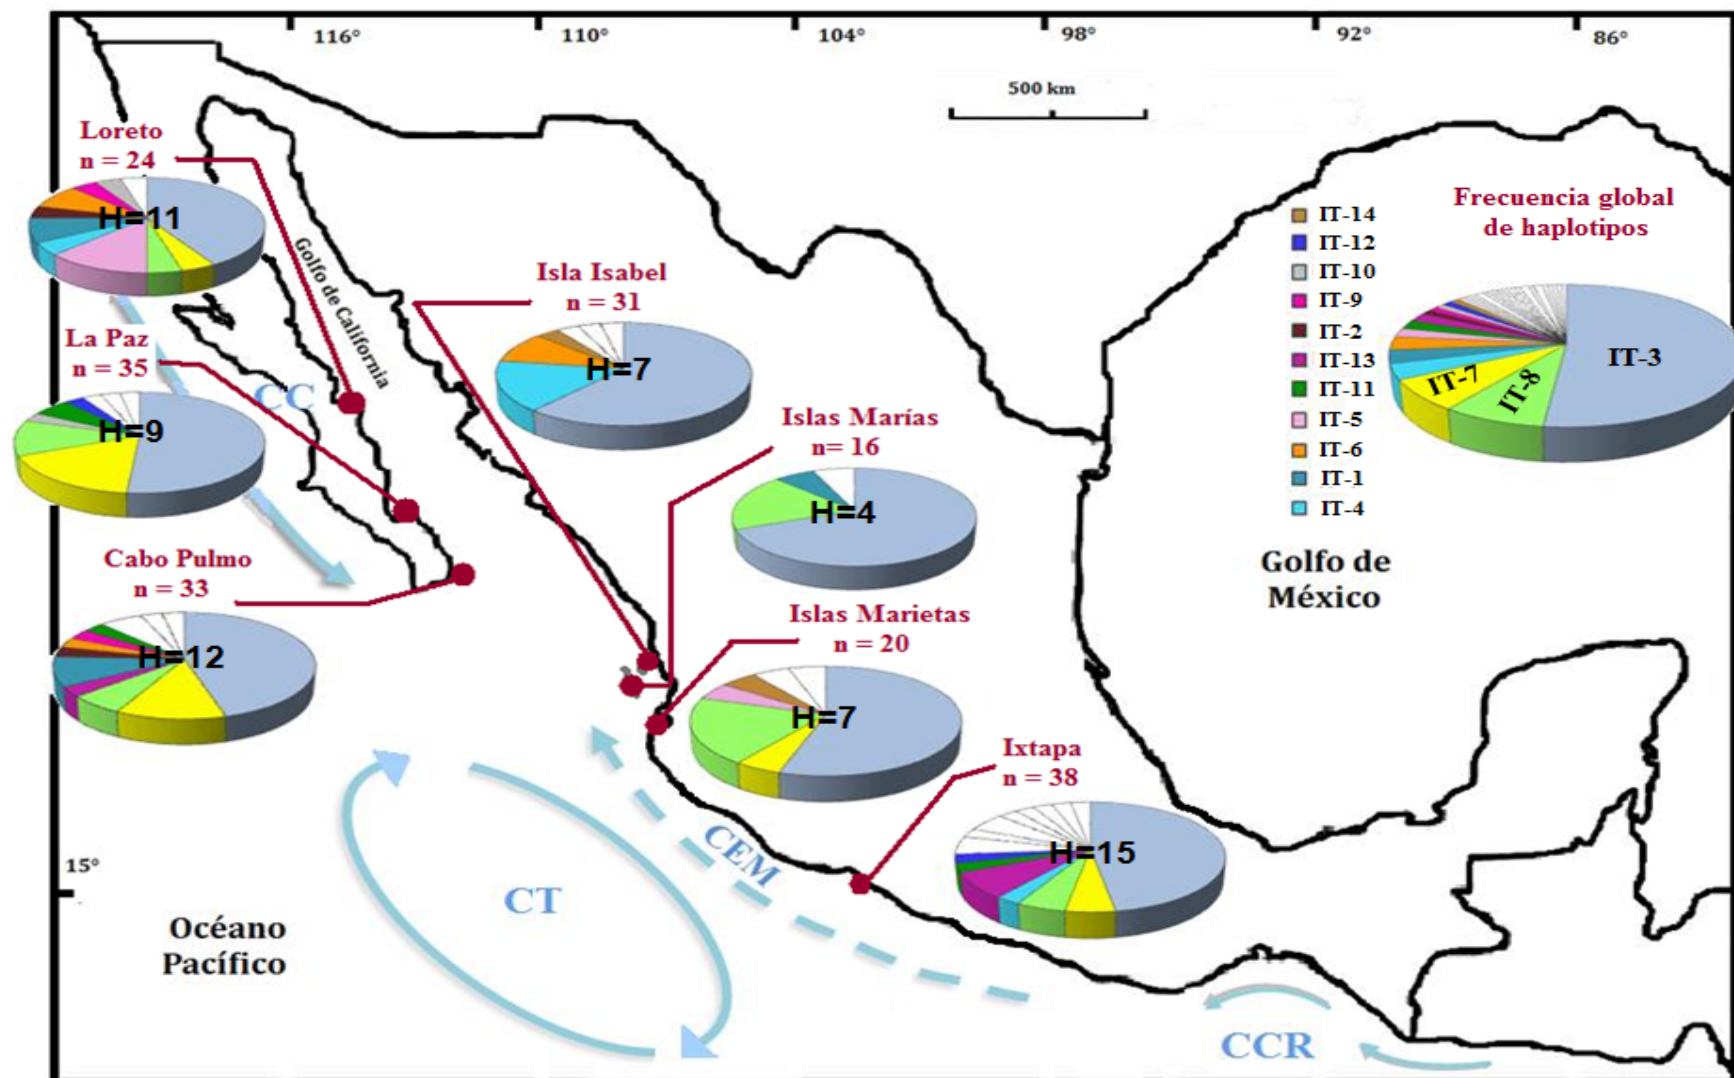 116°
110°
104°
98°
92°
86°
500 km
Loreto
n = 24
H=11
Golfo de California
La Paz
n = 35
CC
H=9
Cabo Pulmo
n = 33
H=12
Isla Isabel
n = 31
H=7
Islas Marías
n= 16
H=4
Islas Marietas
n = 20
H=7
Ixtapa
n = 38
H=15
IT-14
IT-12
IT-10
IT-9
IT-2
IT-13
IT-11
IT-5
IT-6
IT-1
IT-4
Frecuencia global
de haplotipos
IT-3
IT-7
IT-8
Golfo de
México
15°
Océano
Pacífico
CT
CEM
CCR